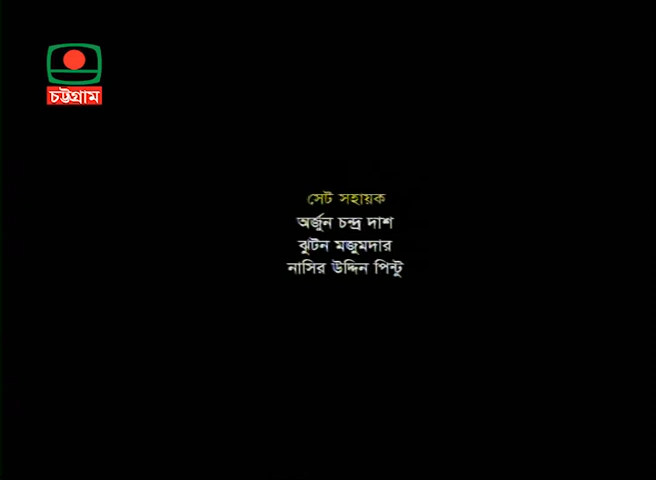 চট্টগ্রাম
সেট সহায়ক
অর্জুন চন্দ্র দাশ
ঝুটন মজুমদার
নাসির উদ্দিন পিন্টু